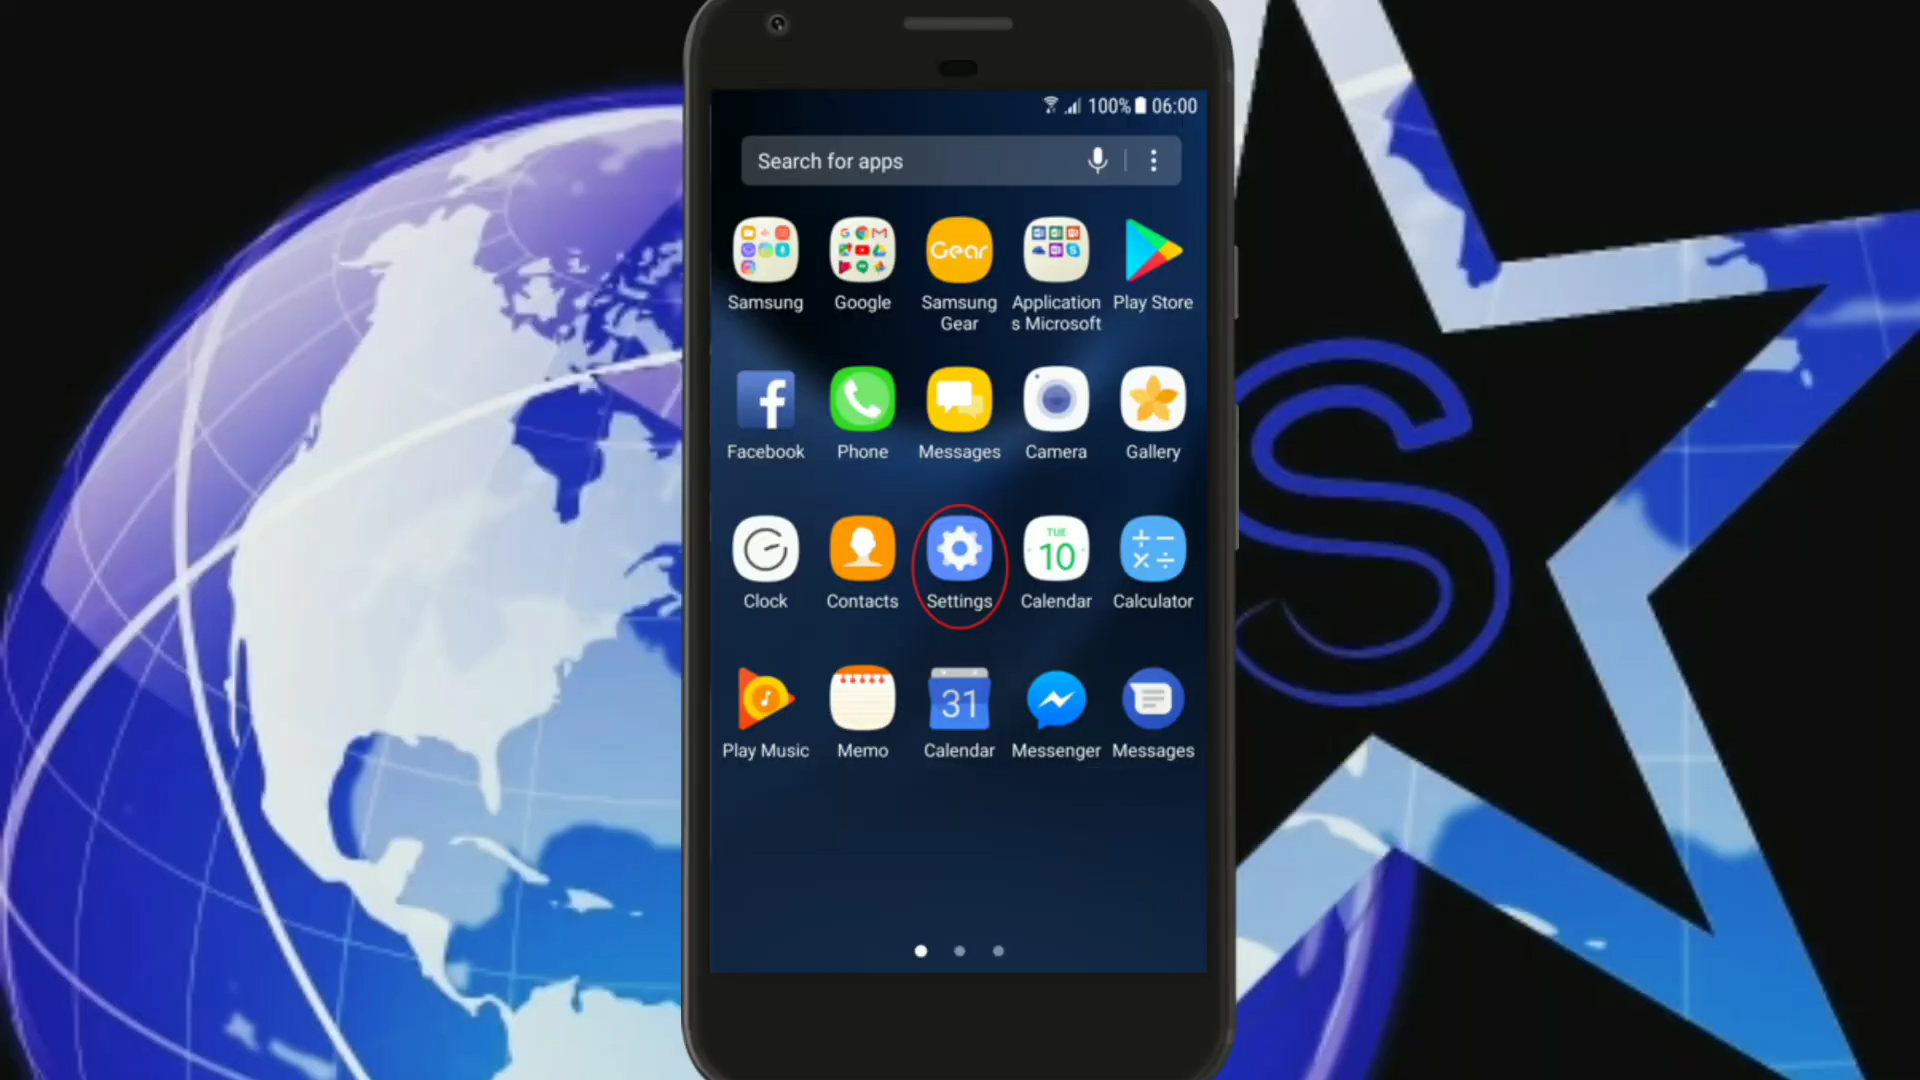 100% 06:00
Search for apps
Gear
Samsung
Google
Samsung
Gear
Application
s Microsoft
Play Store
Facebook
Phone
Messages
Camera
Gallery
TUE
10
Clock
Contacts
Settings
Calendar
Calculator
31
Play Music
Memo
Calendar
Messenger
Messages
S